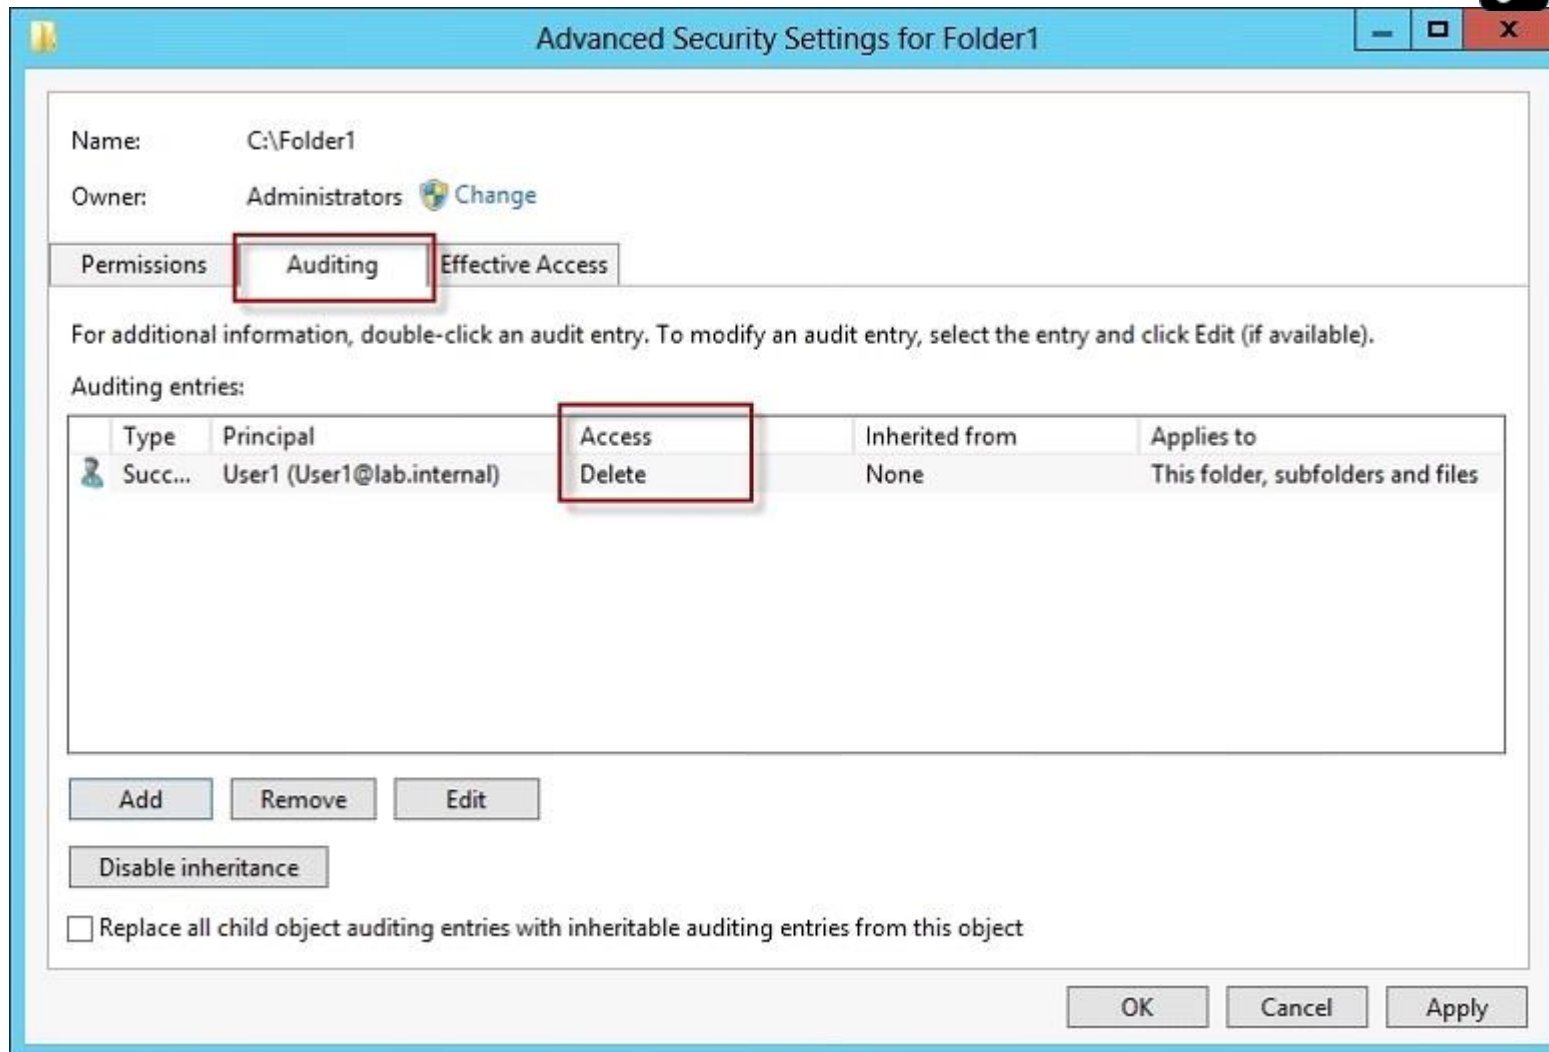 Advanced Security Settings for Folder1
Name: C:\Folder1
Owner: Administrators Change
Permissions Auditing Effective Access
For additional information, double-click an audit entry. To modify an audit entry, select the entry and click Edit (if available).
Auditing entries:
Type Principal Access Inherited from Applies to
Succ... User1 (User1@lab.internal) Delete None This folder, subfolders and files
Add Remove Edit
Disable inheritance
Replace all child object auditing entries with inheritable auditing entries from this object
OK Cancel Apply